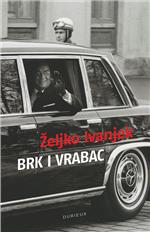 Željko Ivanjek
BRK I VRABAC
DURIEUX